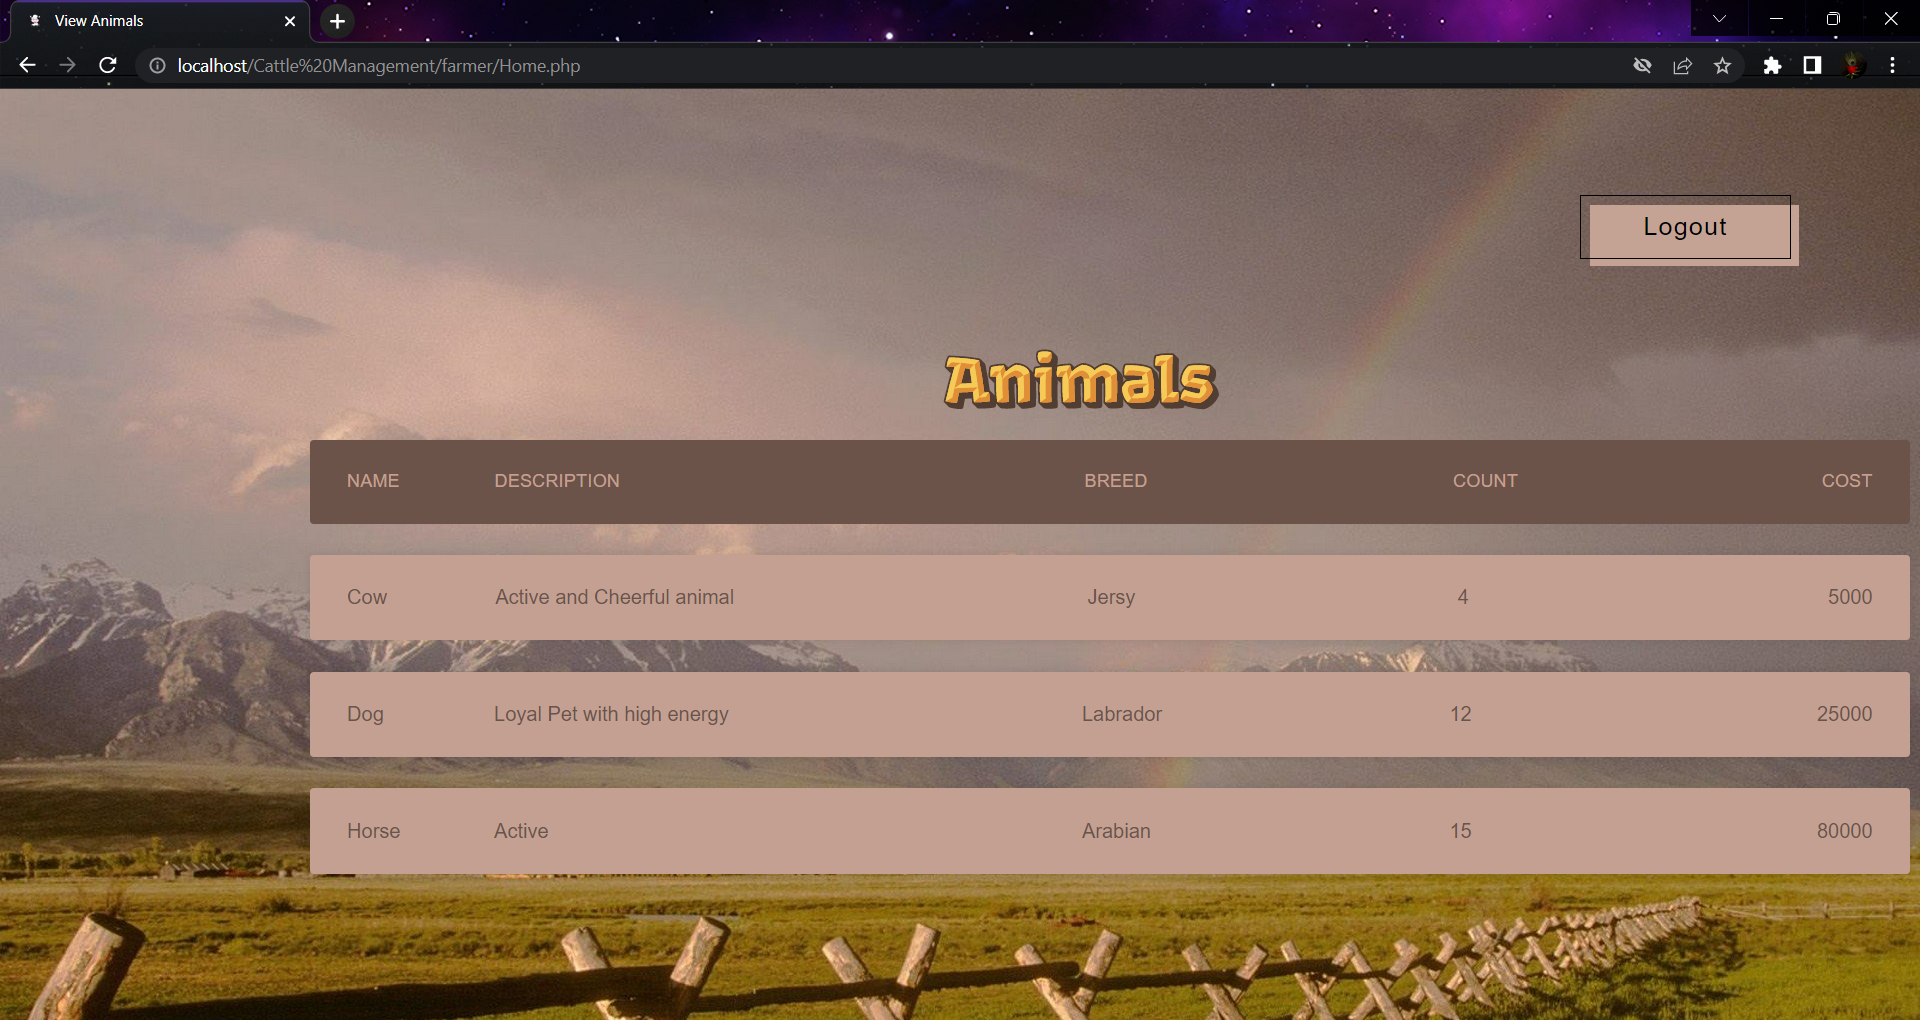 View Animals
localhost/Cattle%20Management/farmer/Home.php
Logout
Animals
NAME DESCRIPTION BREED COUNT COST
Cow Active and Cheerful animal Jersy 4 5000
Dog Loyal Pet with high energy Labrador 12 25000
Horse Active Arabian 15 80000